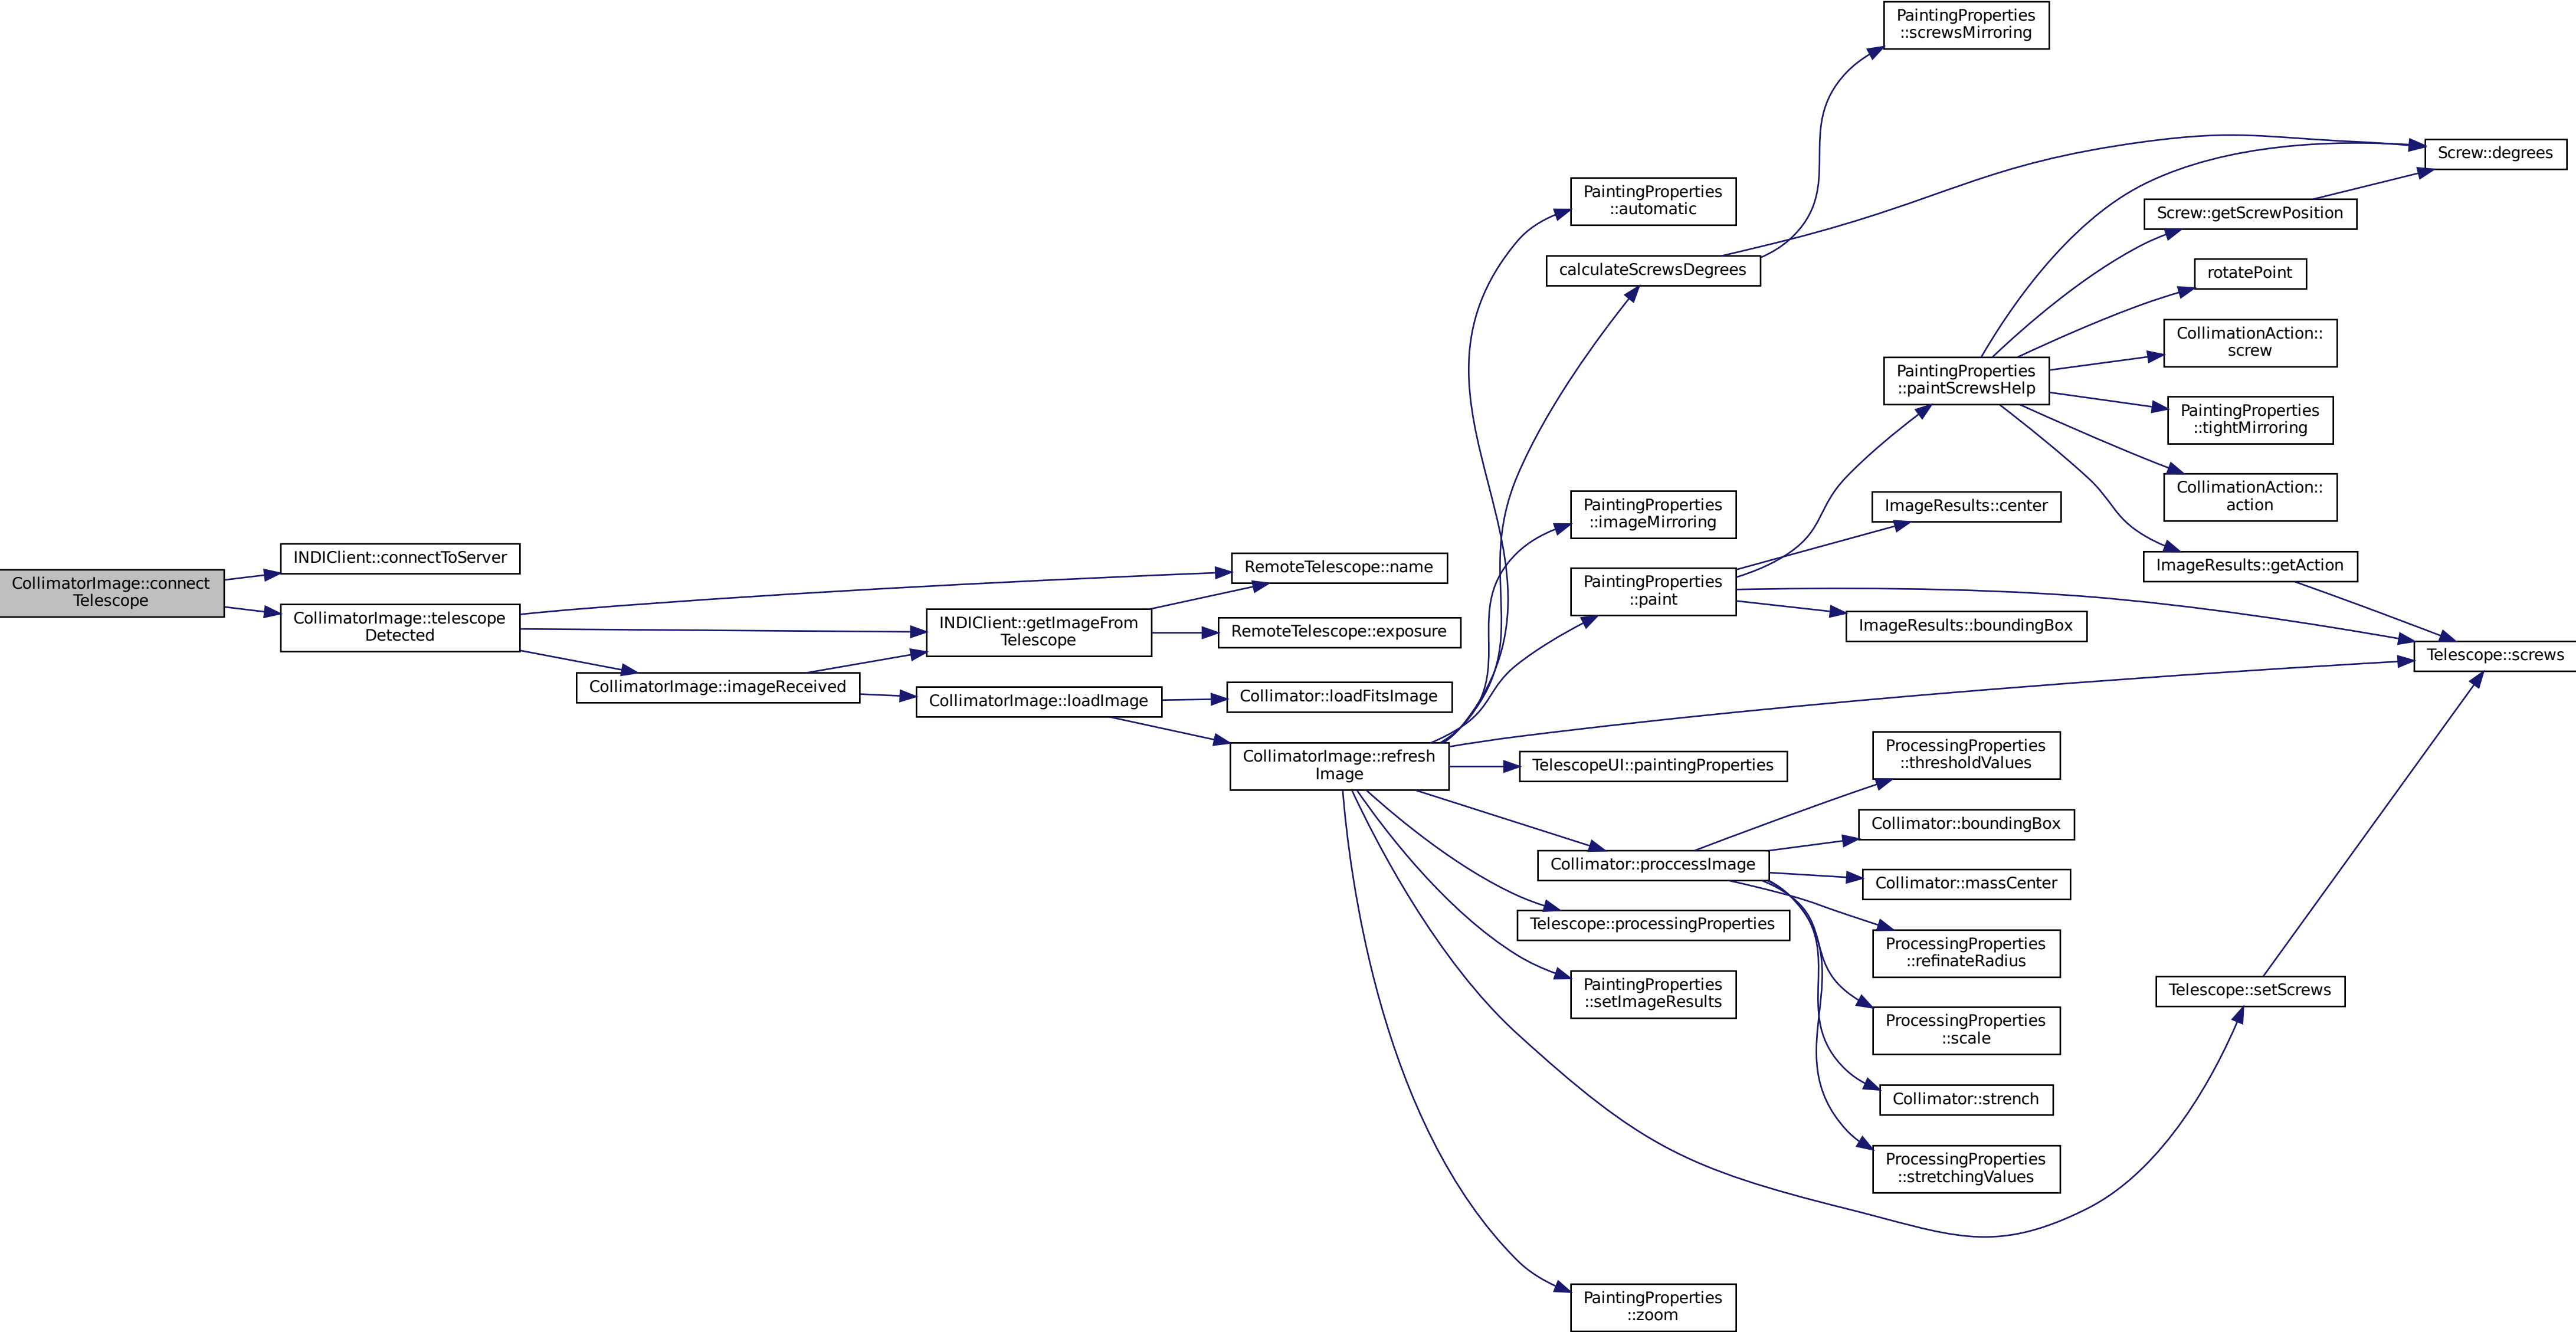 CollimatorImage::connect
Telescope
INDIClient::connectToServer
CollimatorImage::telescope
Detected
CollimatorImage::imageReceived
INDIClient::getImageFrom
Telescope
CollimatorImage::loadImage
RemoteTelescope::name
RemoteTelescope::exposure
Collimator::loadFitsImage
CollimatorImage::refresh
Image
PaintingProperties
::automatic
calculateScrewsDegrees
PaintingProperties
::imageMirroring
PaintingProperties
::paint
TelescopeUI::paintingProperties
Collimator::proccessImage
Telescope::processingProperties
PaintingProperties
::setImageResults
PaintingProperties
::zoom
PaintingProperties
::screwsMirroring
PaintingProperties
::paintScrewsHelp
ImageResults::center
ImageResults::boundingBox
ProcessingProperties
::thresholdValues
Collimator::boundingBox
Collimator::massCenter
ProcessingProperties
::refinateRadius
ProcessingProperties
::scale
Collimator::strench
ProcessingProperties
::stretchingValues
Screw::getScrewPosition
rotatePoint
CollimationAction::
screw
PaintingProperties
::tightMirroring
CollimationAction::
action
ImageResults::getAction
Telescope::setScrews
Screw::degrees
Telescope::screws